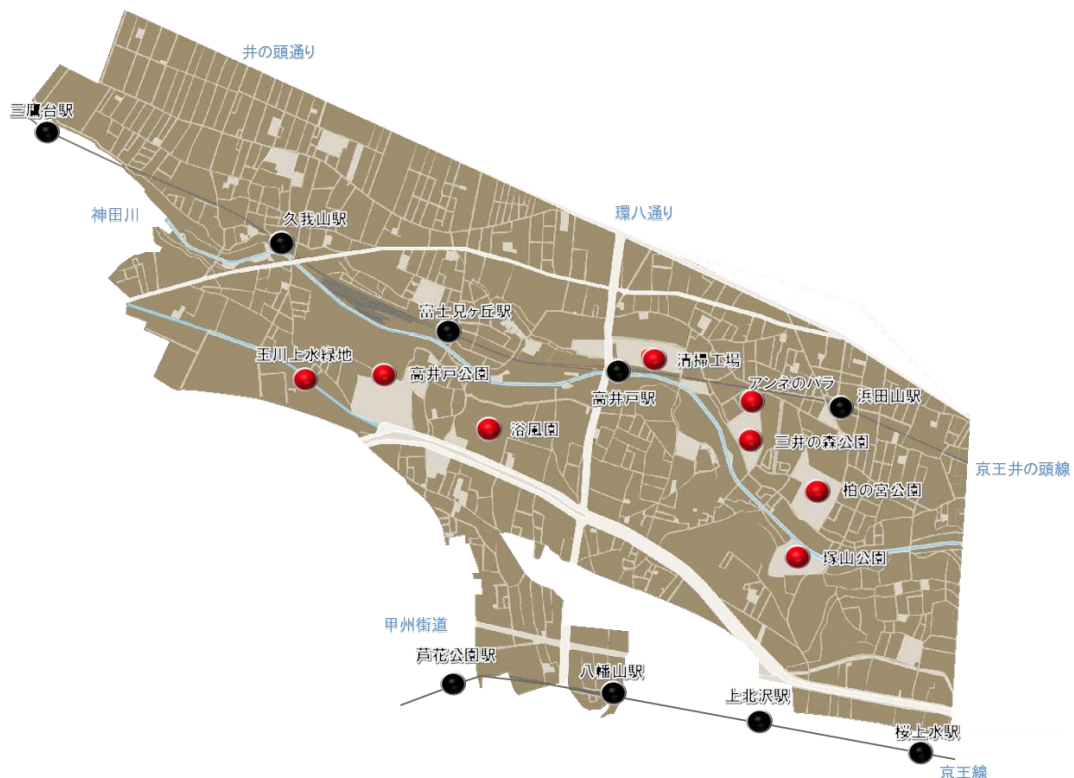 井の頭通り
三鷹台駅
神田川
久我山駅
環八通り
富士見ヶ丘駅
玉川上水緑地
高井戸公園
清掃工場
アンネのバラ
浜田山駅
高井戸駅
浴風園
三井の森公園
京王井の頭線
柏の宮公園
塚山公園
甲州街道
芦花公園駅
八幡山駅
上北沢駅
桜上水駅
京王線